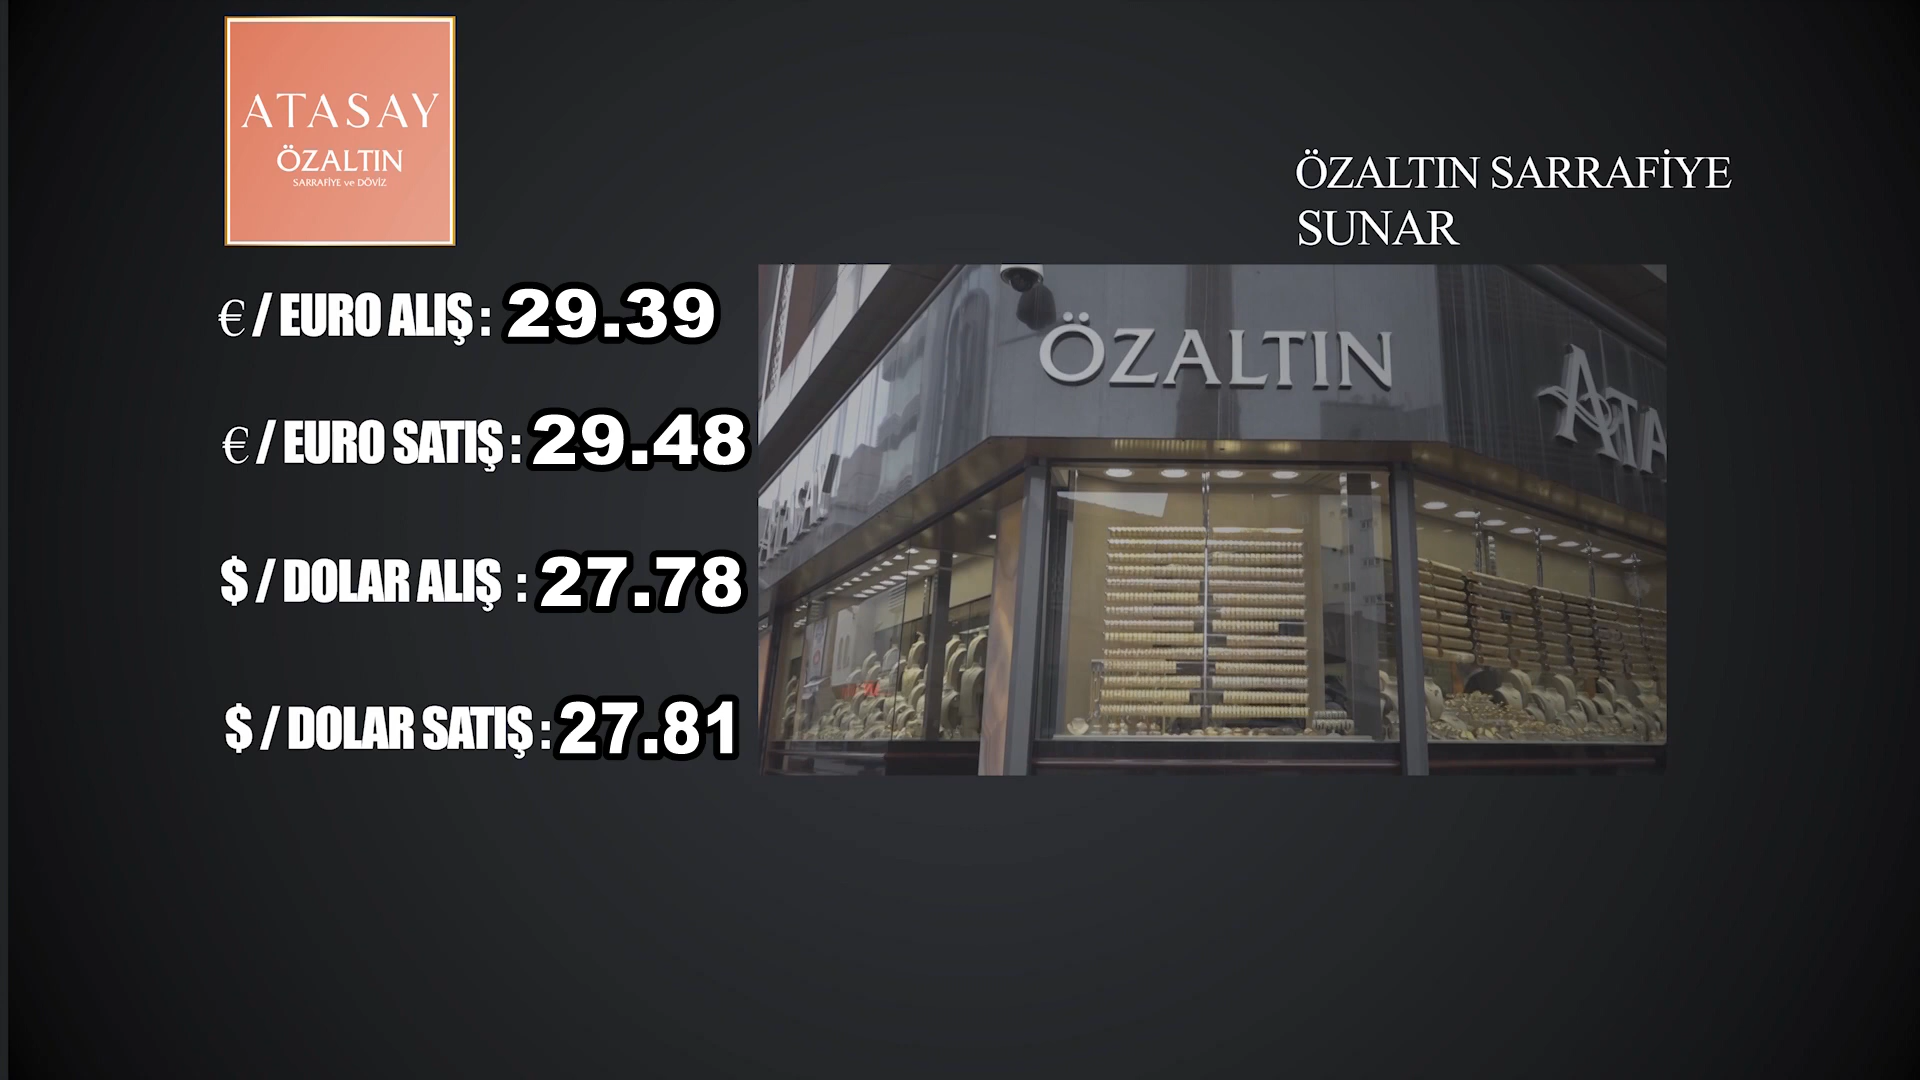 ATASAY
ÖZALTIN
SARRAFİYE ve DÖVİZ
ÖZALTIN SARRAFİYE
SUNAR
€ / EURO ALIŞ : 29.39
€ / EURO SATIŞ : 29.48
$ / DOLAR ALIŞ : 27.78
$ / DOLAR SATIŞ : 27.81
ÖZALTIN
ATA